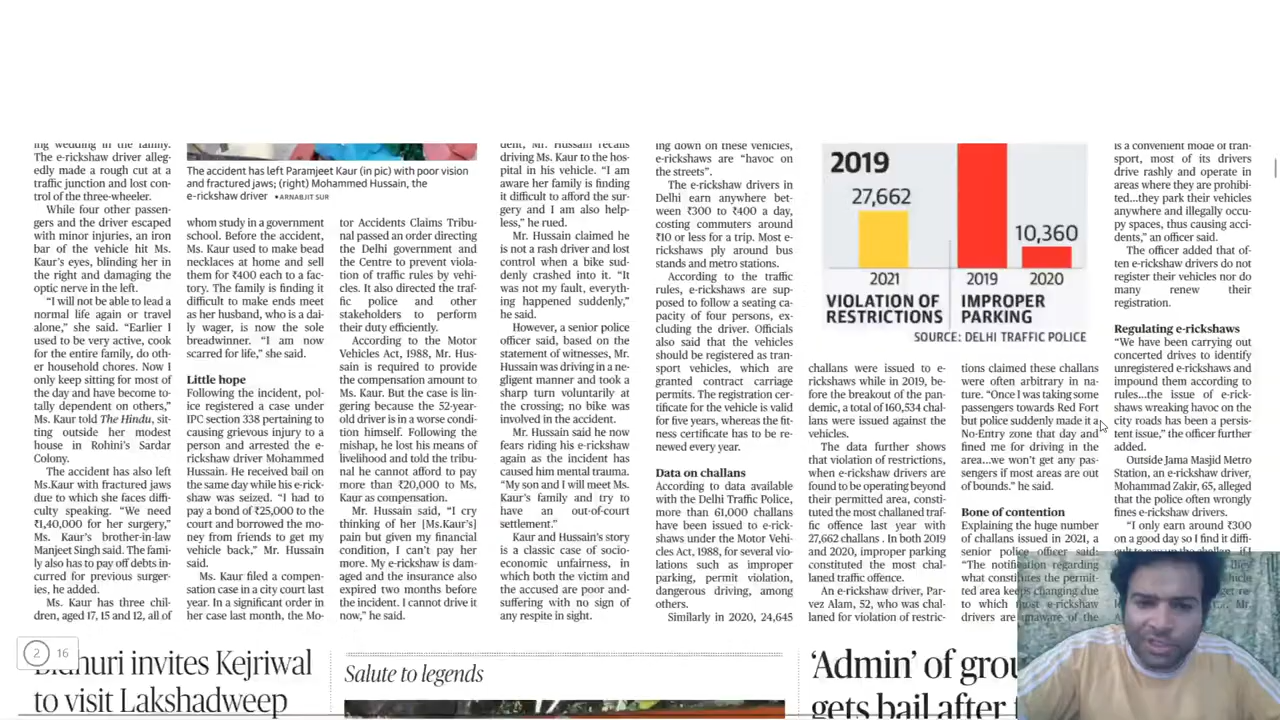 ing wedding in the family.
The e-rickshaw driver alleg-
edly made a rough cut at a
traffic junction and lost con-
trol of the three-wheeler.
While four other passen-
gers and the driver escaped
with minor injuries, an iron
bar of the vehicle hit Ms.
Kaur's eyes, blinding her in
the right and damaging the
optic nerve in the left.
“I will not be able to lead a
normal life again or travel
alone,” she said. “Earlier I
used to be very active, cook
for the entire family, do oth-
er household chores. Now I
only keep sitting for most of
the day and have become to-
tally dependent on others,”
Ms. Kaur told The Hindu, sit-
ting outside her modest
house in Rohini's Sardar
Colony.
The accident has also left
Ms.Kaur with fractured jaws
due to which she faces diffi-
culty speaking. “We need
₹1,40,000 for her surgery,”
Ms. Kaur's brother-in-law
Manjeet Singh said. The fami-
ly also has to pay off debts in-
curred for previous surger-
ies, he added.
Ms. Kaur has three chil-
dren, aged 17, 15 and 12, all of
The accident has left Paramjeet Kaur (in pic) with poor vision
and fractured jaws; (right) Mohammed Hussain, the
e-rickshaw driver • ARNABJIT SUR
whom study in a government
school. Before the accident,
Ms. Kaur used to make bead
necklaces at home and sell
them for ₹400 each to a fac-
tory. The family is finding it
difficult to make ends meet
as her husband, who is a dai-
ly wager, is now the sole
breadwinner. “I am now
scarred for life,” she said.
Little hope
Following the incident, pol-
ice registered a case under
IPC section 338 pertaining to
causing grievous injury to a
person and arrested the e-
rickshaw driver Mohammed
Hussain. He received bail on
the same day while his e-rick-
shaw was seized. “I had to
pay a bond of ₹25,000 to the
court and borrowed the mo-
ney from friends to get my
vehicle back,” Mr. Hussain
said.
Ms. Kaur filed a compen-
sation case in a city court last
year. In a significant order in
her case last month, the Mo-
tor Accidents Claims Tribu-
nal passed an order directing
the Delhi government and
the Centre to prevent viola-
tion of traffic rules by vehi-
cles. It also directed the traf-
fic police and other
stakeholders to perform
their duty efficiently.
According to the Motor
Vehicles Act, 1988, Mr. Hus-
sain is required to provide
the compensation amount to
Ms. Kaur. But the case is lin-
gering because the 52-year-
old driver is in a worse condi-
tion himself. Following the
mishap, he lost his means of
livelihood and told the tribu-
nal he cannot afford to pay
more than ₹20,000 to Ms.
Kaur as compensation.
Mr. Hussain said, “I cry
thinking of her [Ms.Kaur's]
pain but given my financial
condition, I can't pay her
more. My e-rickshaw is dam-
aged and the insurance also
expired two months before
the incident. I cannot drive it
now,” he said.
dent, Mr. Hussain recalls
driving Ms. Kaur to the hos-
pital in his vehicle. “I am
aware her family is finding
it difficult to afford the sur-
gery and I am also help-
less,” he rued.
Mr. Hussain claimed he
is not a rash driver and lost
control when a bike sud-
denly crashed into it. “It
was not my fault, everyth-
ing happened suddenly,”
he said.
However, a senior police
officer said, based on the
statement of witnesses, Mr.
Hussain was driving in a ne-
gligent manner and took a
sharp turn voluntarily at
the crossing; no bike was
involved in the accident.
Mr. Hussain said he now
fears riding his e-rickshaw
again as the incident has
caused him mental trauma.
“My son and I will meet Ms.
Kaur's family and try to
have an out-of-court
settlement.”
Kaur and Hussain's story
is a classic case of socio-
economic unfairness, in
which both the victim and
the accused are poor and-
suffering with no sign of
any respite in sight.
ing down on these vehicles,
e-rickshaws are “havoc on
the streets”.
The e-rickshaw drivers in
Delhi earn anywhere bet-
ween ₹300 to ₹400 a day,
costing commuters around
₹10 or less for a trip. Most e-
rickshaws ply around bus
stands and metro stations.
According to the traffic
rules, e-rickshaws are sup-
posed to follow a seating ca-
pacity of four persons, ex-
cluding the driver. Officials
also said that the vehicles
should be registered as tran-
sport vehicles, which are
granted contract carriage
permits. The registration cer-
tificate for the vehicle is valid
for five years, whereas the fit-
ness certificate has to be re-
newed every year.
Data on challans
According to data available
with the Delhi Traffic Police,
more than 61,000 challans
have been issued to e-rick-
shaws under the Motor Vehi-
cles Act, 1988, for several vio-
lations such as improper
parking, permit violation,
dangerous driving, among
others.
Similarly in 2020, 24,645
2019
27,662
10,360
2021
2019
2020
VIOLATION OF
RESTRICTIONS
IMPROPER
PARKING
SOURCE: DELHI TRAFFIC POLICE
challans were issued to e-
rickshaws while in 2019, be-
fore the breakout of the pan-
demic, a total of 160,534 chal-
lans were issued against the
vehicles.
The data further shows
that violation of restrictions,
when e-rickshaw drivers are
found to be operating beyond
their permitted area, consti-
tuted the most challaned traf-
fic offence last year with
27,662 challans . In both 2019
and 2020, improper parking
constituted the most chal-
laned traffic offence.
An e-rickshaw driver, Par-
vez Alam, 52, who was chal-
laned for violation of restric-
tions claimed these challans
were often arbitrary in na-
ture. “Once I was taking some
passengers towards Red Fort
but police suddenly made it a
No-Entry zone that day and
fined me for driving in the
area...we won't get any pas-
sengers if most areas are out
of bounds.” he said.
Bone of contention
Explaining the huge number
of challans issued in 2021, a
senior police officer said:
“The notification regarding
what constitutes the permit-
ted area keeps changing due
to which most e-rickshaw
drivers are unaware of the
is a convenient mode of tran-
sport, most of its drivers
drive rashly and operate in
areas where they are prohibi-
ted...they park their vehicles
anywhere and illegally occu-
py spaces, thus causing acci-
dents,” an officer said.
The officer added that of-
ten e-rickshaw drivers do not
register their vehicles nor do
many renew their
registration.
Regulating e-rickshaws
“We have been carrying out
concerted drives to identify
unregistered e-rickshaws and
impound them according to
rules...the issue of e-rick-
shaws wreaking havoc on the
city roads has been a persis-
tent issue,” the officer further
added.
Outside Jama Masjid Metro
Station, an e-rickshaw driver,
Mohammad Zakir, 65, alleged
that the police often wrongly
fines e-rickshaw drivers.
“I only earn around ₹300
on a good day so I find it diffi-
2 16
Bidhuri invites Kejriwal
to visit Lakshadweep
Salute to legends
‘Admin’ of
gets bail after